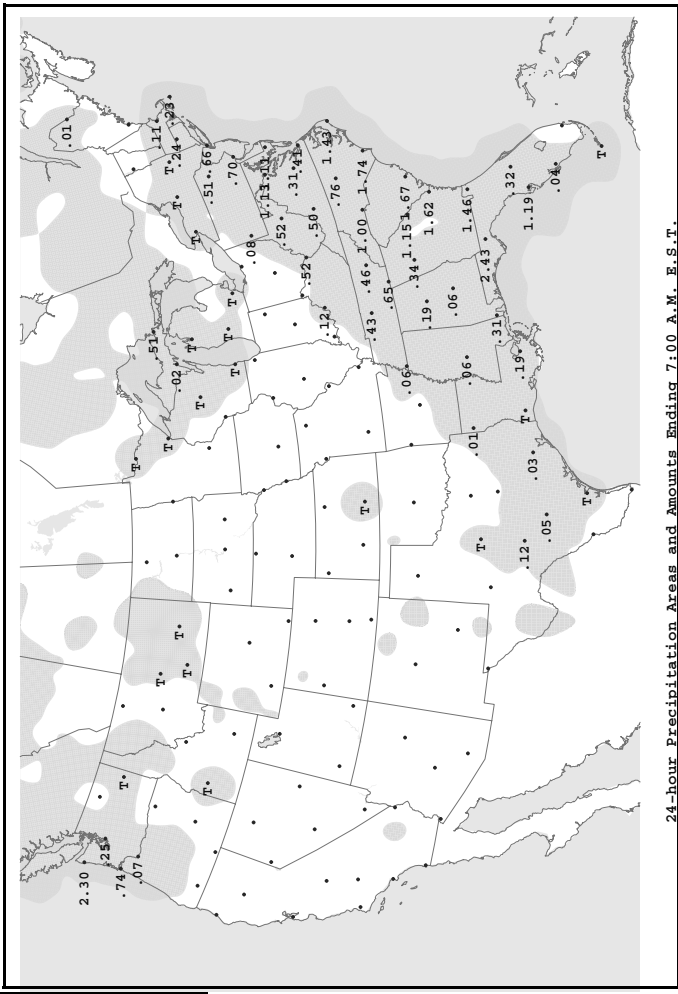 .01
2.30
.25
.74
T
.07
T
.51
.11
T
T
T
.23
.02
.24
T
T
T
T
T
T
T
.51
.66
T
T
.70
T
.08
1.13
.11
.52
.31
.41
.52
.50
.12
1.43
.76
1.00
1.74
T
.46
.43
.65
.06
1.15
1.67
.34
.19
1.62
.06
.06
1.46
.01
T
2.43
.31
.32
.19
.12
T
1.19
.03
.05
.04
T
T
24-hour Precipitation Areas and Amounts Ending 7:00 A.M. E.S.T.